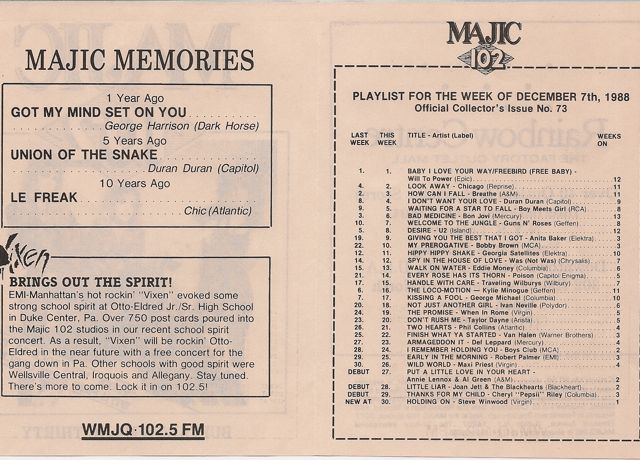 MAJIC MEMORIES
1 Year Ago
GOT MY MIND SET ON YOU
George Harrison (Dark Horse)
5 Years Ago
UNION OF THE SNAKE
Duran Duran (Capitol)
10 Years Ago
LE FREAK
Chic (Atlantic)
Vixen
BRINGS OUT THE SPIRIT!
EMI-Manhattan's hot rockin' "Vixen" evoked some
strong school spirit at Otto-Eldred Jr./Sr. High School
in Duke Center, Pa. Over 750 post cards poured into
the Majic 102 studios in our recent school spirit
concert. As a result, "Vixen" will be rockin' Otto-
Eldred in the near future with a free concert for the
gang down in Pa. Other schools with good spirit were
Wellsville Central, Iroquois and Allegany. Stay tuned.
There's more to come. Lock it in on 102.5!
WMJQ·102.5 FM
MAJIC
102
PLAYLIST FOR THE WEEK OF DECEMBER 7th, 1988
Official Collector's Issue No. 73
LAST WEEK THIS WEEK TITLE - Artist (Label) WEEKS ON
1. 1. BABY I LOVE YOUR WAY/FREEBIRD (FREE BABY) -
Will To Power (Epic) 12
4. 2. LOOK AWAY - Chicago (Reprise) 11
2. 3. HOW CAN I FALL - Breathe (A&M) 12
8. 4. I DON'T WANT YOUR LOVE - Duran Duran (Capitol) 9
9. 5. WAITING FOR A STAR TO FALL - Boy Meets Girl (RCA) 8
3. 6. BAD MEDICINE - Bon Jovi (Mercury) 13
10. 7. WELCOME TO THE JUNGLE - Guns N' Roses (Geffen) 8
5. 8. DESIRE - U2 (Island) 12
19. 9. GIVING YOU THE BEST THAT I GOT - Anita Baker (Elektra) 3
22. 10. MY PREROGATIVE - Bobby Brown (MCA) 3
12. 11. HIPPY HIPPY SHAKE - Georgia Satellites (Elektra) 10
14. 12. SPY IN THE HOUSE OF LOVE - Was (Not Was) (Chrysalis) 7
15. 13. WALK ON WATER - Eddie Money (Columbia) 6
21. 14. EVERY ROSE HAS ITS THORN - Poison (Capitol Enigma) 5
17. 15. HANDLE WITH CARE - Traveling Wilburys (Wilbury) 7
6. 16. THE LOCO-MOTION - Kylie Minogue (Geffen) 11
7. 17. KISSING A FOOL - George Michael (Columbia) 10
20. 18. NOT JUST ANOTHER GIRL - Ivan Neville (Polydor) 6
24. 19. THE PROMISE - When in Rome (Virgin) 5
23. 20. DON'T RUSH ME - Taylor Dayne (Arista) 4
26. 21. TWO HEARTS - Phil Collins (Atlantic) 4
25. 22. FINISH WHAT YA STARTED - Van Halen (Warner Brothers) 3
27. 23. ARMAGEDDON IT - Def Leppard (Mercury) 4
28. 24. I REMEMBER HOLDING YOU - Boys Club (MCA) 2
29. 25. EARLY IN THE MORNING - Robert Palmer (EMI) 2
30. 26. WILD WORLD - Maxi Priest (Virgin) 4
DEBUT 27. PUT A LITTLE LOVE IN YOUR HEART -
Annie Lennox & Al Green (A&M) 2
DEBUT 28. LITTLE LIAR - Joan Jett & The Blackhearts (Blackheart) 2
DEBUT 29. THANKS FOR MY CHILD - Cheryl "Pepsii" Riley (Columbia) 3
NEW AT 30. HOLDING ON - Steve Winwood (Virgin) 1